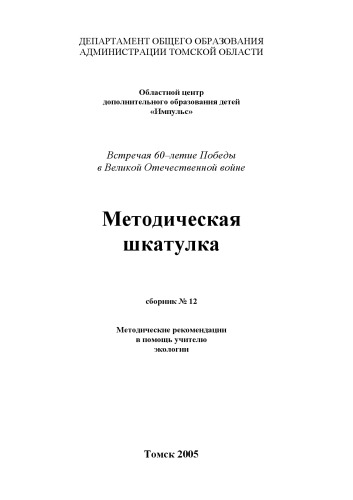 ДЕПАРТАМЕНТ ОБЩЕГО ОБРАЗОВАНИЯ
АДМИНИСТРАЦИИ ТОМСКОЙ ОБЛАСТИ
Областной центр
дополнительного образования детей
«Импульс»
Встречая 60–летие Победы
в Великой Отечественной войне
Методическая
шкатулка
сборник № 12
Методические рекомендации
в помощь учителю
экологии
Томск 2005